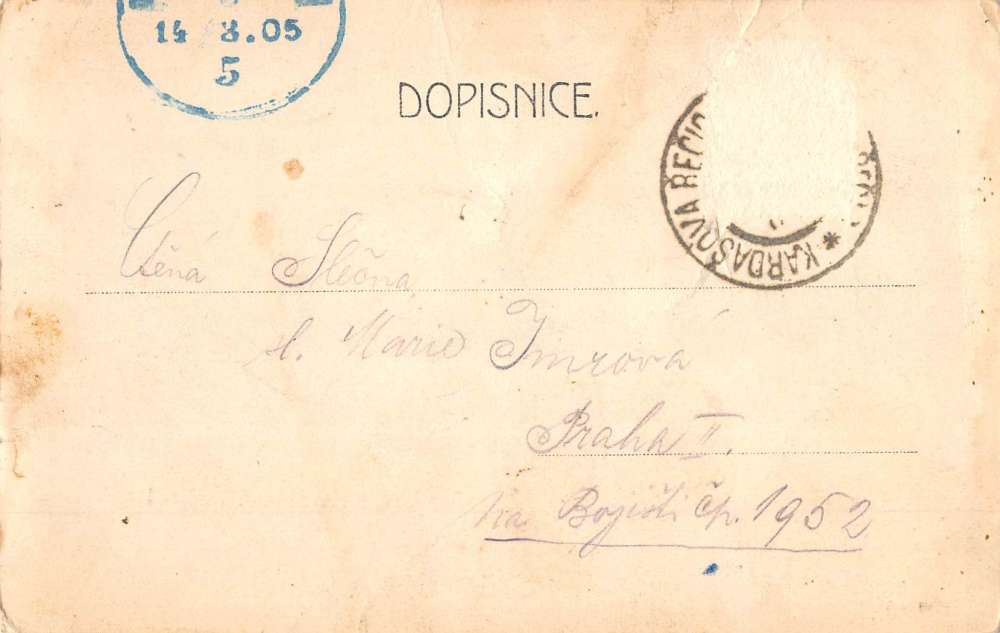 14 8.05
5
DOPISNICE.
KARDAŠOVA ŘEČIC
Ctěná Slečna
sl. Marie Imrová
Praha II.
Na Bojišti čp. 1952